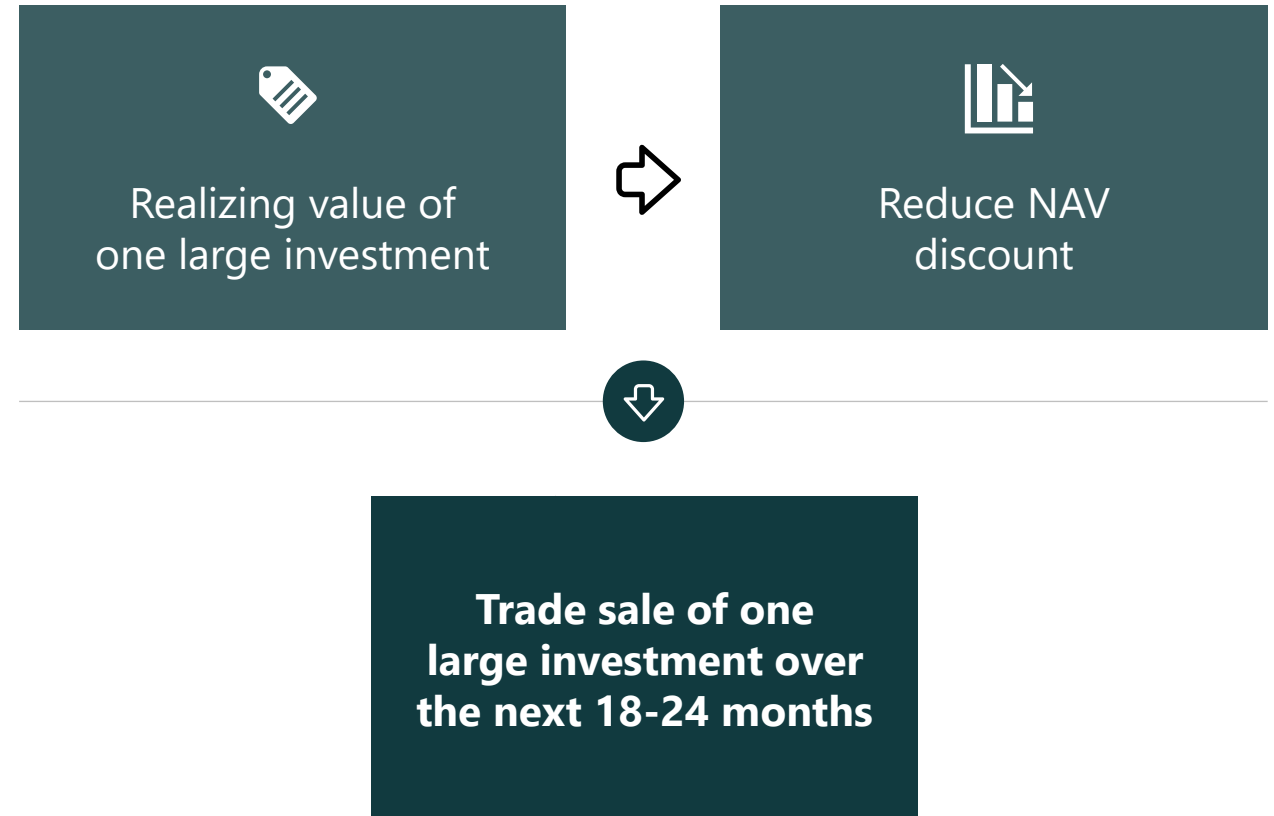 Realizing value of
one large investment
Reduce NAV
discount
Trade sale of one
large investment over
the next 18-24 months